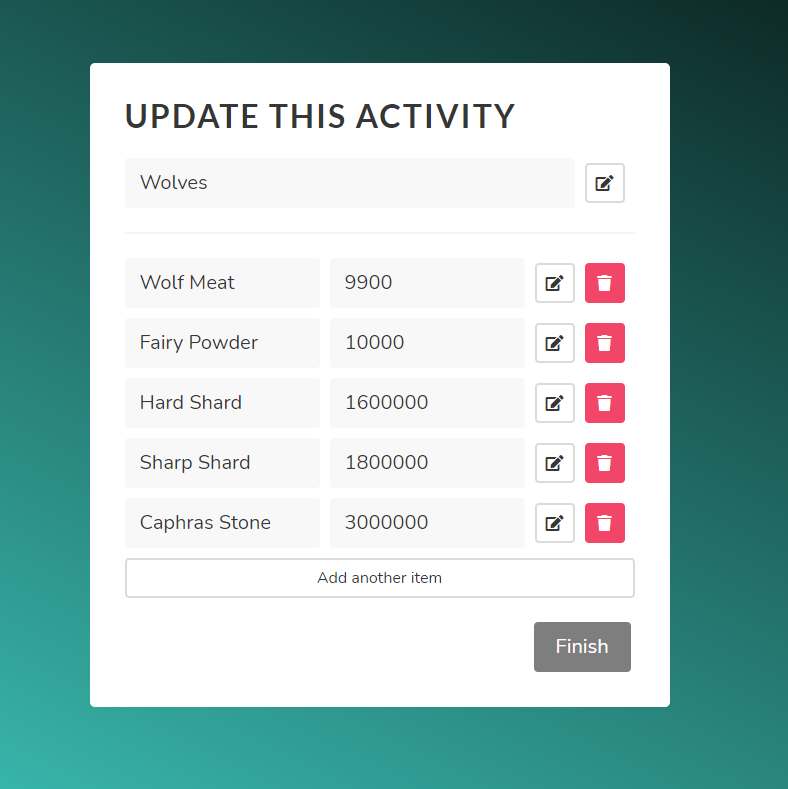 UPDATE THIS ACTIVITY
Wolves
Wolf Meat 9900
Fairy Powder 10000
Hard Shard 1600000
Sharp Shard 1800000
Caphras Stone 3000000
Add another item
Finish